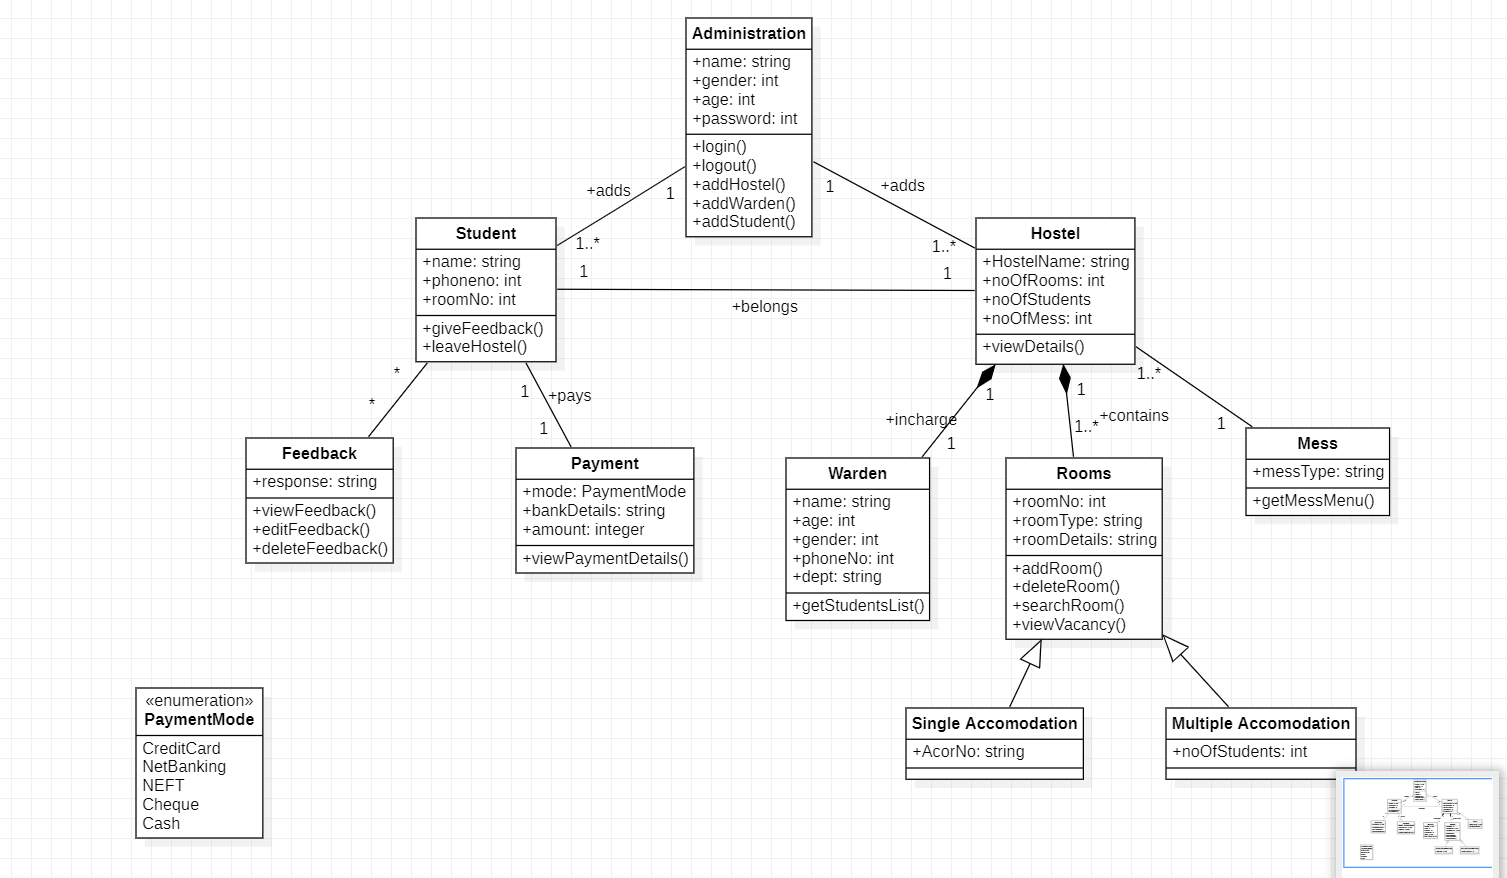 Administration
+name: string
+gender: int
+age: int
+password: int
+login()
+logout()
+addHostel()
+addWarden()
+addStudent()
+adds
1
1..*
1
+adds
1..*
Student
+name: string
+phoneno: int
+roomNo: int
+giveFeedback()
+leaveHostel()
1
+belongs
1
Hostel
+HostelName: string
+noOfRooms: int
+noOfStudents
+noOfMess: int
+viewDetails()
*
*
1
+pays
1
+incharge
1
1
1
+contains
1..*
1..*
1
Feedback
+response: string
+viewFeedback()
+editFeedback()
+deleteFeedback()
Payment
+mode: PaymentMode
+bankDetails: string
+amount: integer
+viewPaymentDetails()
Warden
+name: string
+age: int
+gender: int
+phoneNo: int
+dept: string
+getStudentsList()
Rooms
+roomNo: int
+roomType: string
+roomDetails: string
+addRoom()
+deleteRoom()
+searchRoom()
+viewVacancy()
Mess
+messType: string
+getMessMenu()
«enumeration»
PaymentMode
CreditCard
NetBanking
NEFT
Cheque
Cash
Single Accomodation
+AcorNo: string
Multiple Accomodation
+noOfStudents: int